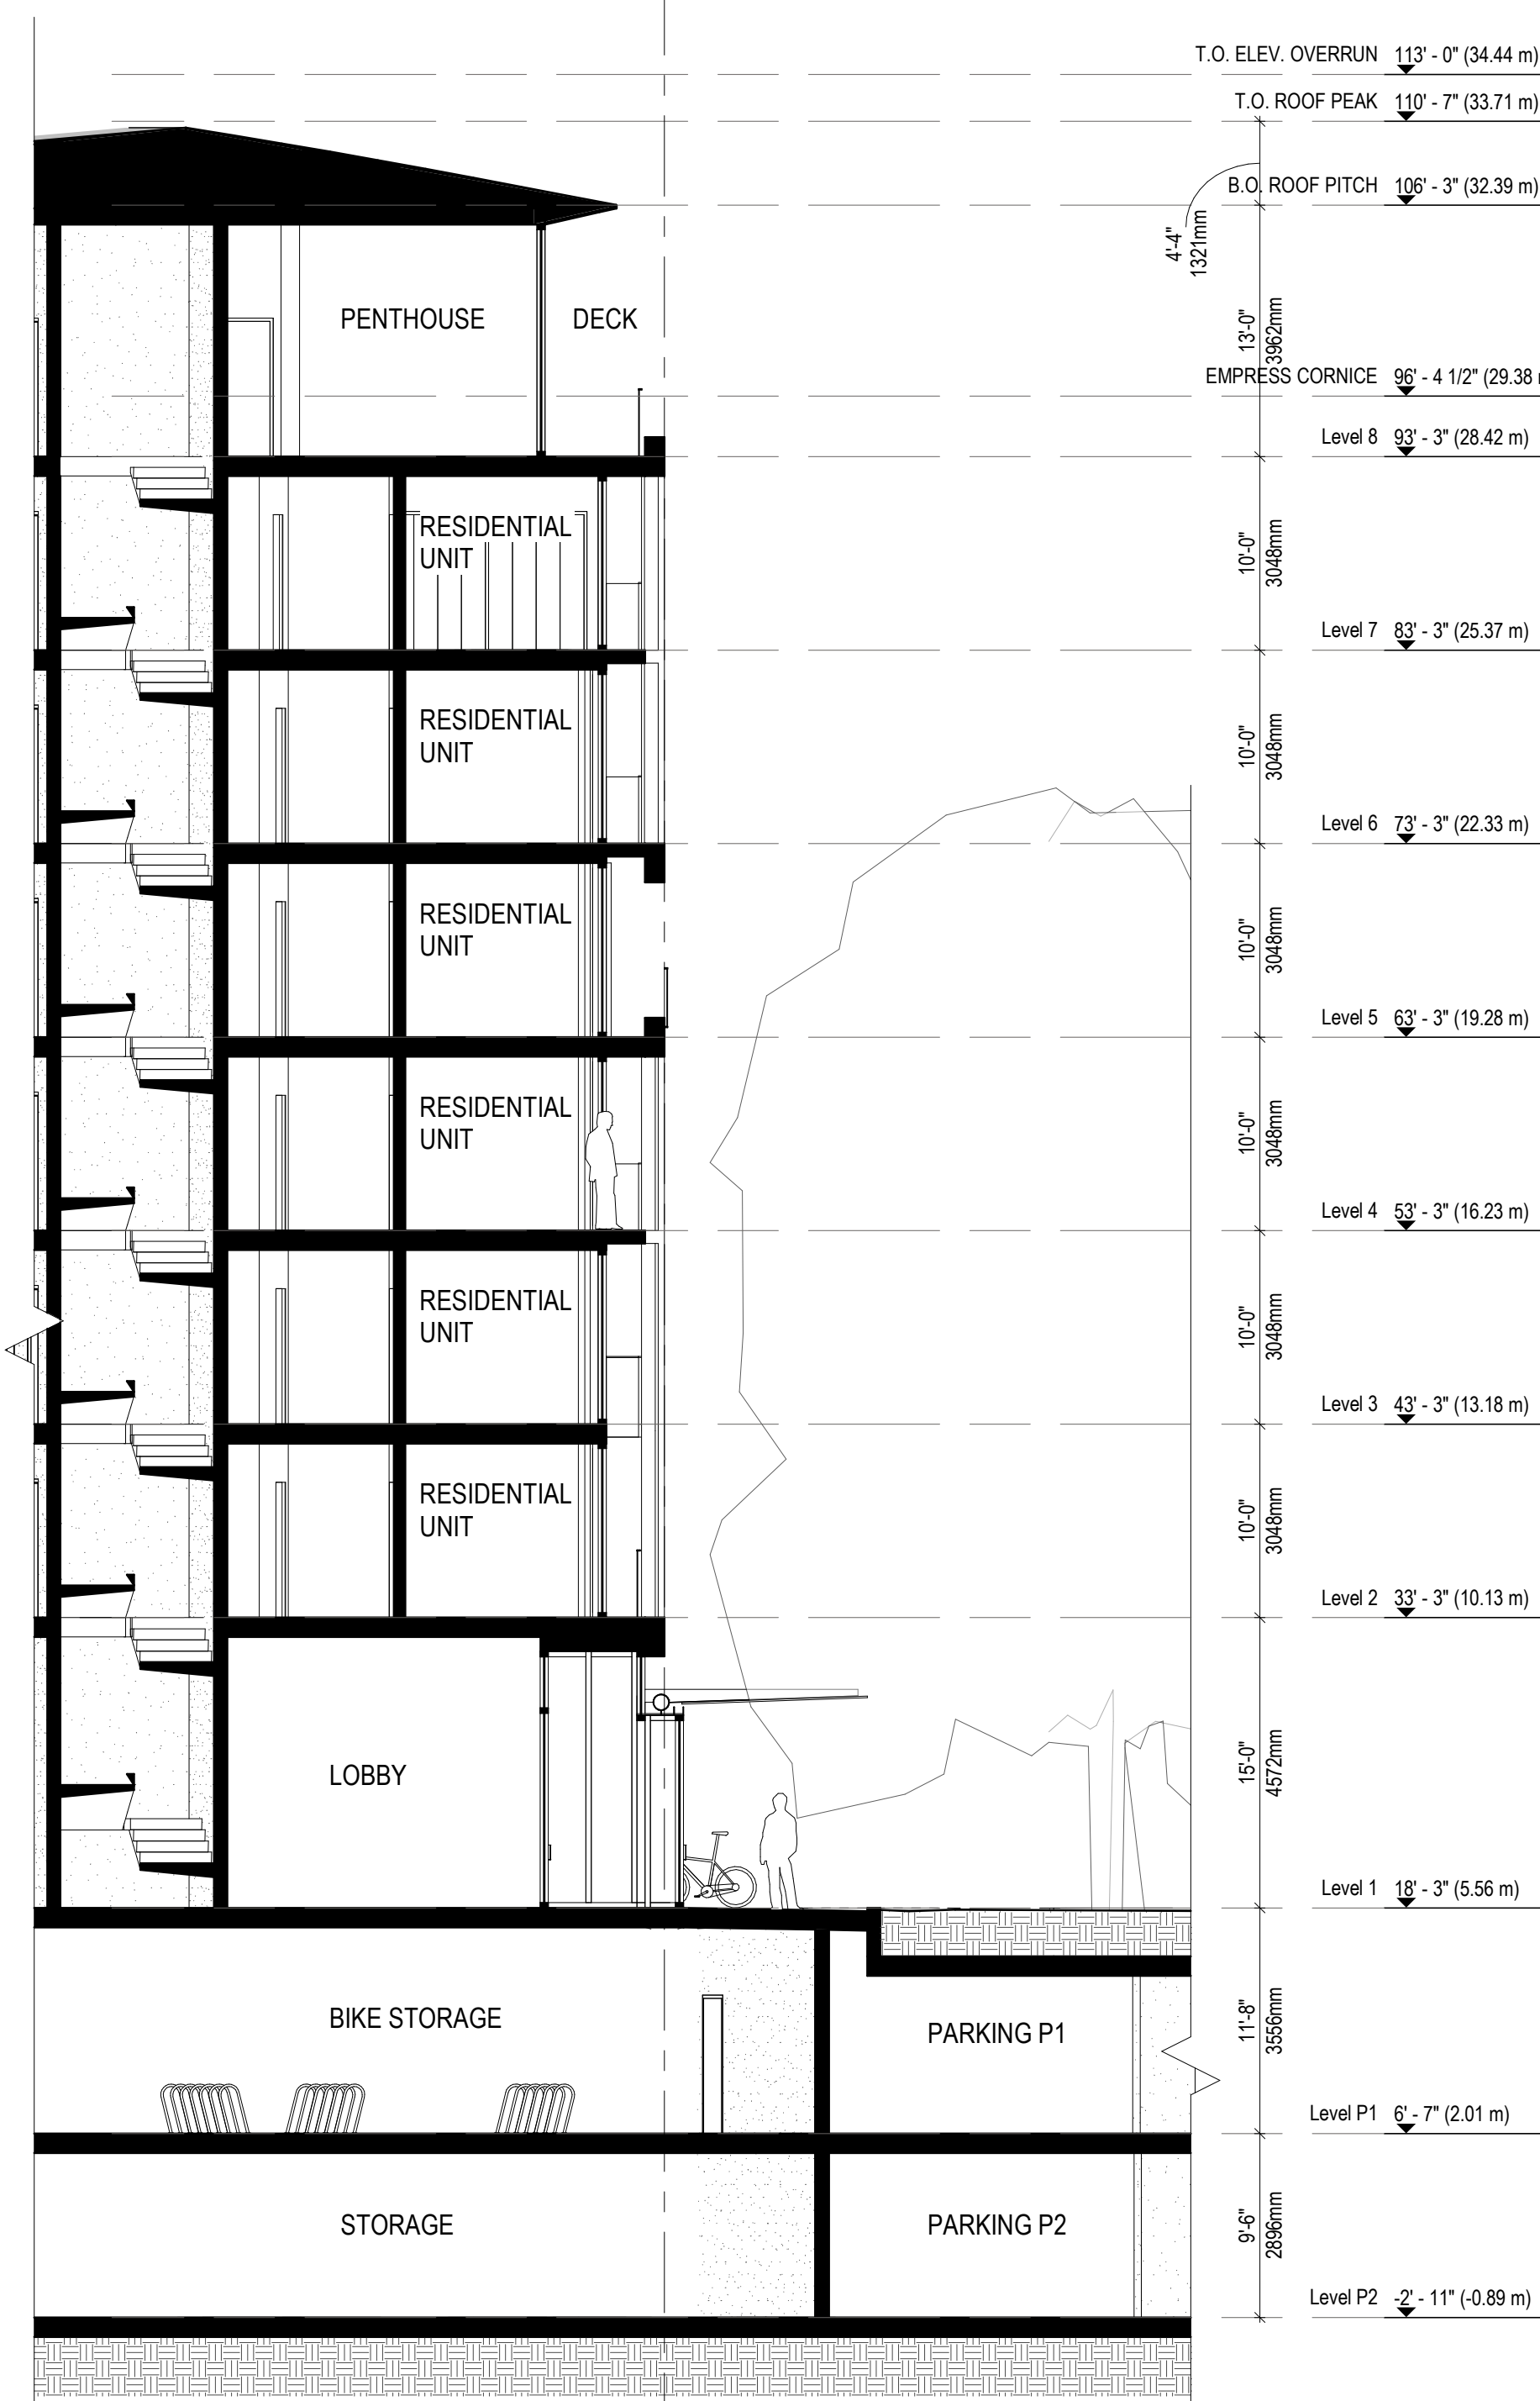 T.O. ELEV. OVERRUN 113' - 0" (34.44 m)
T.O. ROOF PEAK 110' - 7" (33.71 m)
B.O. ROOF PITCH 106' - 3" (32.39 m)
4'-4"
1321mm
PENTHOUSE DECK
13'-0"
3962mm
EMPRESS CORNICE 96' - 4 1/2" (29.38
Level 8 93' - 3" (28.42 m)
RESIDENTIAL
UNIT
10'-0"
3048mm
Level 7 83' - 3" (25.37 m)
RESIDENTIAL
UNIT
10'-0"
3048mm
Level 6 73' - 3" (22.33 m)
RESIDENTIAL
UNIT
10'-0"
3048mm
Level 5 63' - 3" (19.28 m)
RESIDENTIAL
UNIT
10'-0"
3048mm
Level 4 53' - 3" (16.23 m)
RESIDENTIAL
UNIT
10'-0"
3048mm
Level 3 43' - 3" (13.18 m)
RESIDENTIAL
UNIT
10'-0"
3048mm
Level 2 33' - 3" (10.13 m)
LOBBY
15'-0"
4572mm
Level 1 18' - 3" (5.56 m)
BIKE STORAGE
PARKING P1
11'-8"
3556mm
Level P1 6' - 7" (2.01 m)
STORAGE
PARKING P2
9'-6"
2896mm
Level P2 -2' - 11" (-0.89 m)